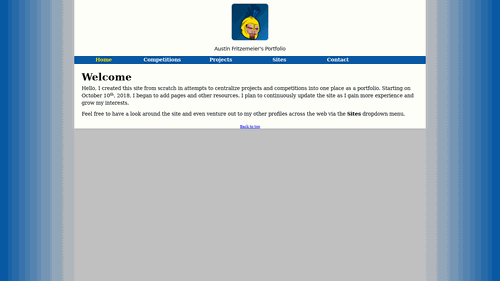 Austin Fritzemeier's Portfolio
Home Competitions Projects Sites Contact
Welcome
Hello. I created this site from scratch in attempts to centralize projects and competitions into one place as a portfolio. Starting on
October 10th, 2018, I began to add pages and other resources. I plan to continuously update the site as I gain more experience and
grow my interests.
Feel free to have a look around the site and even venture out to my other profiles across the web via the Sites dropdown menu.
Back to top